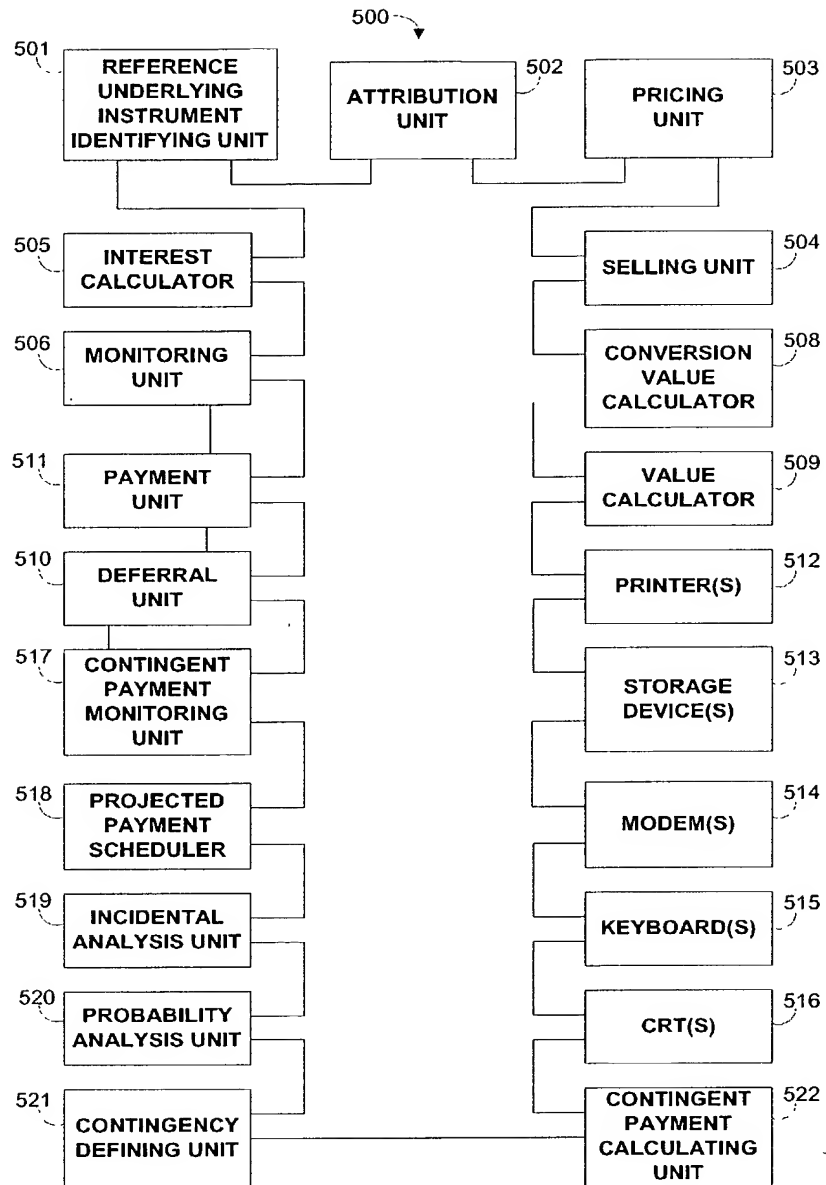 500
501
REFERENCE
UNDERLYING
INSTRUMENT
IDENTIFYING UNIT
502
ATTRIBUTION
UNIT
503
PRICING
UNIT
505
INTEREST
CALCULATOR
504
SELLING UNIT
506
MONITORING
UNIT
508
CONVERSION
VALUE
CALCULATOR
511
PAYMENT
UNIT
509
VALUE
CALCULATOR
510
DEFERRAL
UNIT
512
PRINTER(S)
517
CONTINGENT
PAYMENT
MONITORING
UNIT
513
STORAGE
DEVICE(S)
518
PROJECTED
PAYMENT
SCHEDULER
514
MODEM(S)
519
INCIDENTAL
ANALYSIS UNIT
515
KEYBOARD(S)
520
PROBABILITY
ANALYSIS UNIT
516
CRT(S)
521
CONTINGENCY
DEFINING UNIT
522
CONTINGENT
PAYMENT
CALCULATING
UNIT